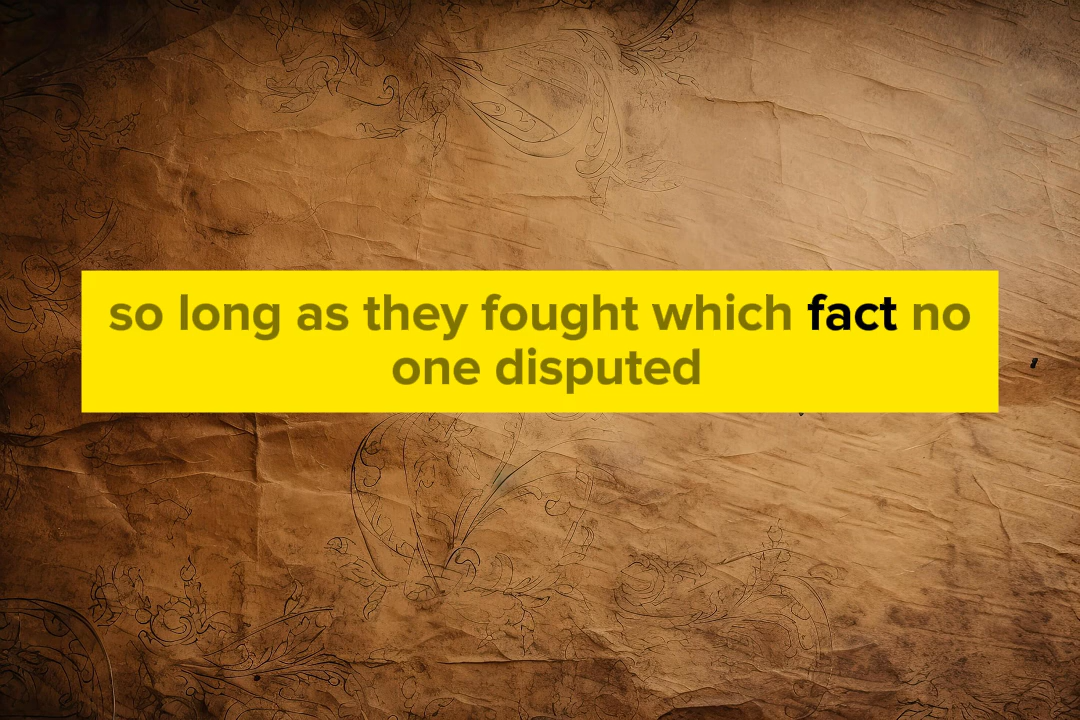 so long as they fought which fact no
one disputed